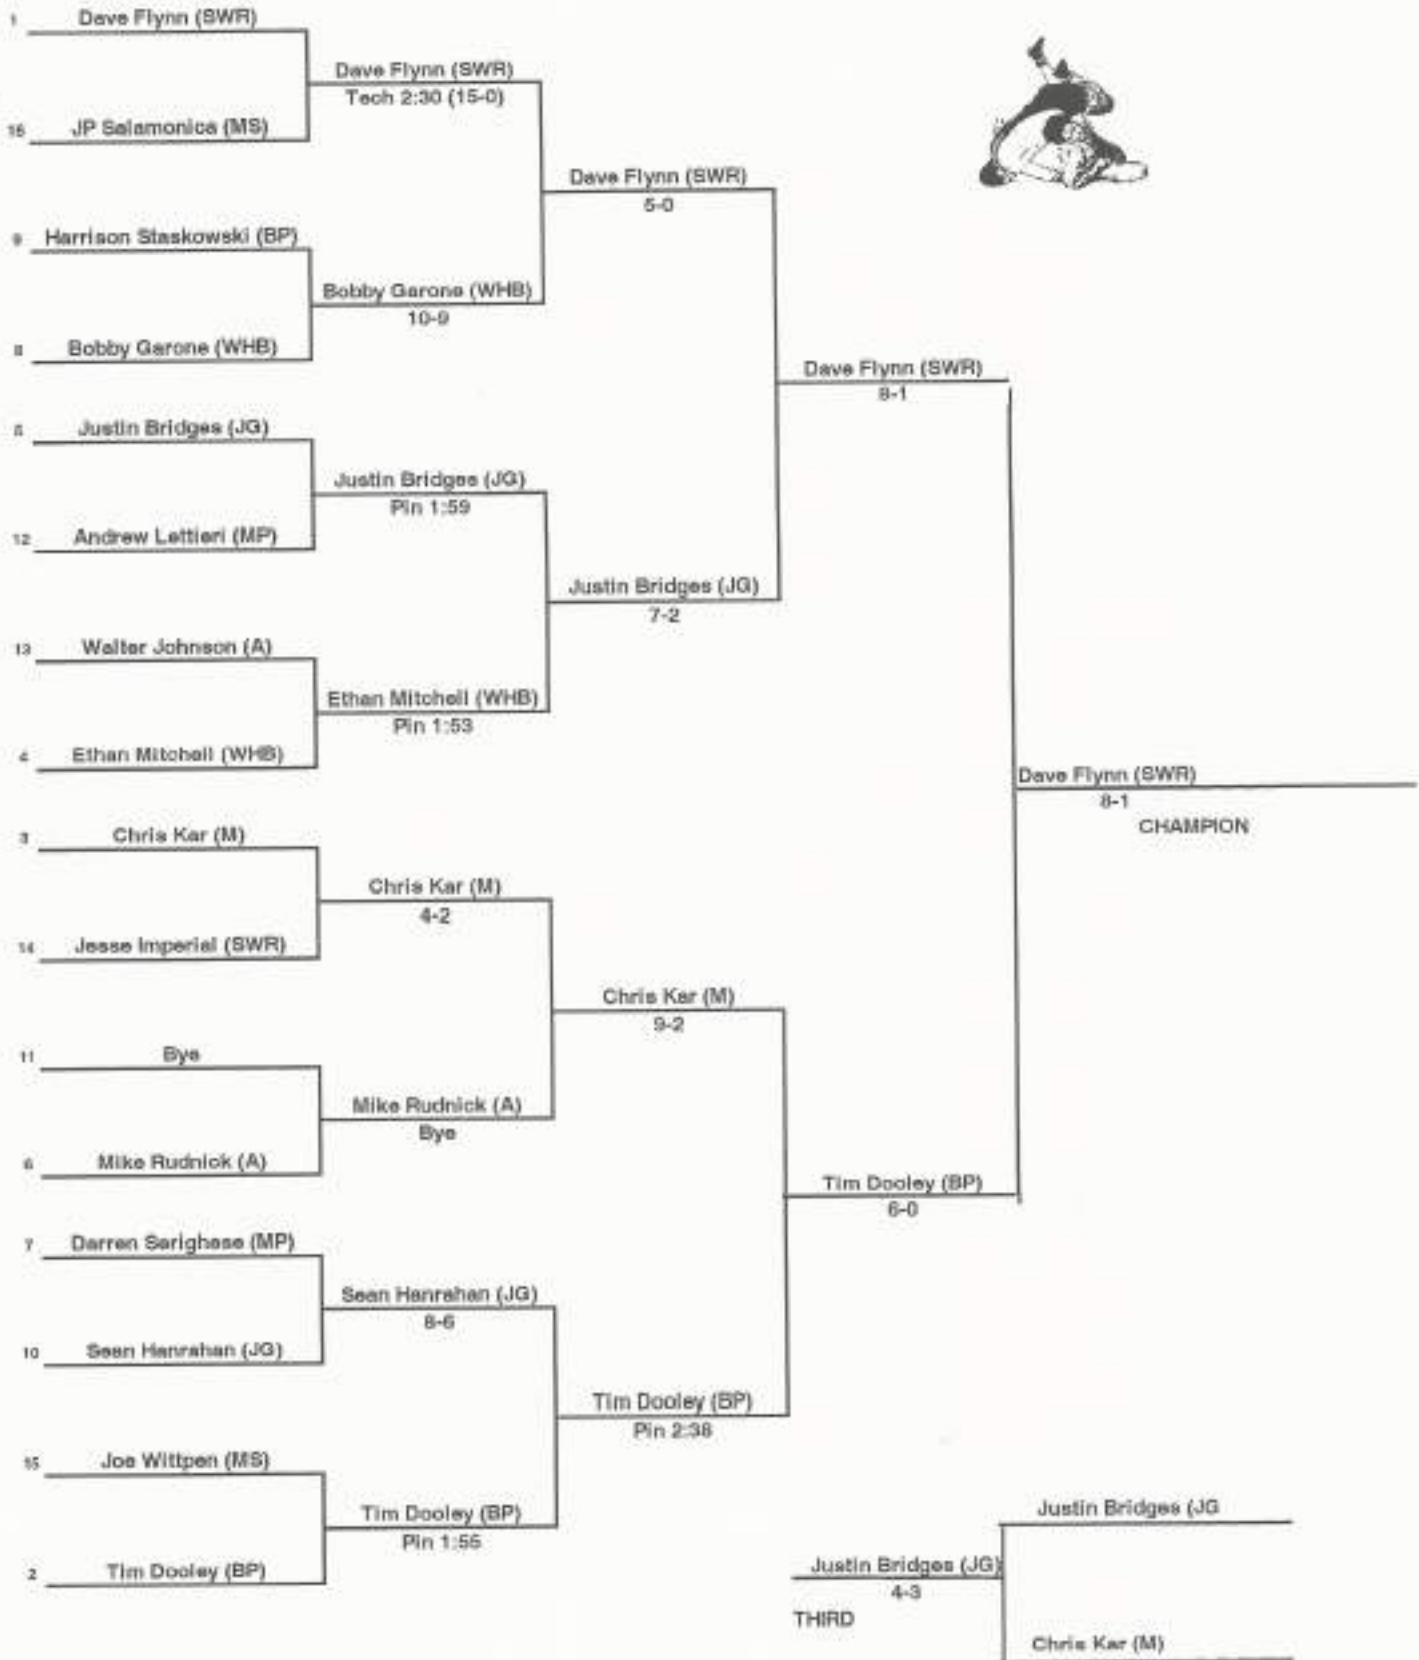 1 Dave Flynn (SWR)
Dave Flynn (SWR)
Tech 2:30 (15-0)
16 JP Salamonica (MS)
Dave Flynn (SWR)
5-0
9 Harrison Staskowski (BP)
Bobby Garone (WHB)
10-9
8 Bobby Garone (WHB)
Dave Flynn (SWR)
8-1
5 Justin Bridges (JG)
Justin Bridges (JG)
Pin 1:59
12 Andrew Lettieri (MP)
Justin Bridges (JG)
7-2
13 Walter Johnson (A)
Ethan Mitchell (WHB)
Pin 1:53
4 Ethan Mitchell (WHB)
Dave Flynn (SWR)
8-1
CHAMPION
3 Chris Kar (M)
Chris Kar (M)
4-2
14 Jesse Imperial (SWR)
Chris Kar (M)
9-2
11 Bye
Mike Rudnick (A)
Bye
6 Mike Rudnick (A)
Tim Dooley (BP)
6-0
7 Darren Serighese (MP)
Sean Hanrahan (JG)
8-6
10 Sean Hanrahan (JG)
Tim Dooley (BP)
Pin 2:38
15 Joe Wittpen (MS)
Tim Dooley (BP)
Pin 1:55
2 Tim Dooley (BP)
Justin Bridges (JG
Justin Bridges (JG)
4-3
THIRD
Chris Kar (M)